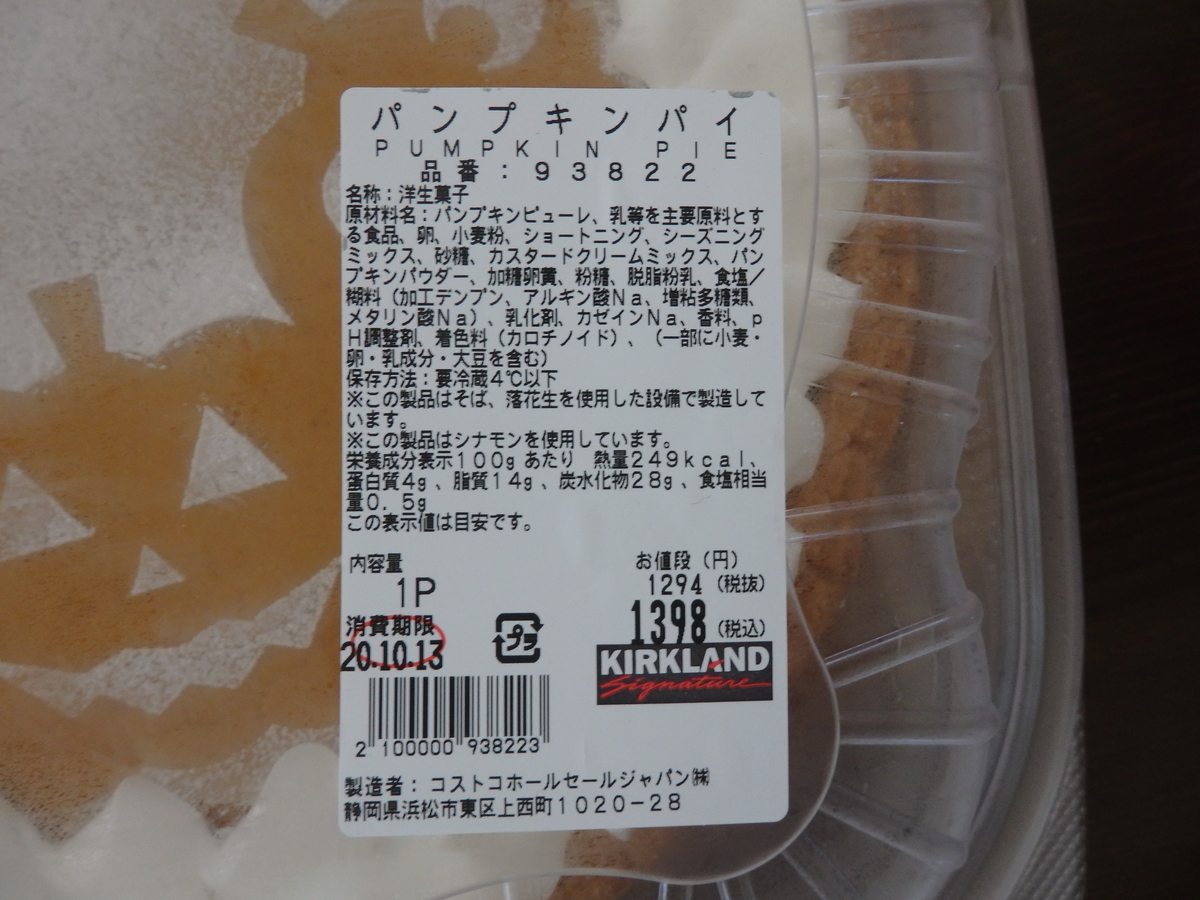 パンプキンパイ
PUMPKIN PIE
品番:93822
名称:洋生菓子
原材料名:パンプキンピューレ、乳等を主要原料とす
る食品、卵、小麦粉、ショートニング、シーズニング
ミックス、砂糖、カスタードクリームミックス、パン
プキンパウダー、加糖卵黄、粉糖、脱脂粉乳、食塩/
糊料(加工デンプン、アルギン酸Na、増粘多糖類、
メタリン酸Na)、乳化剤、カゼインNa、香料、p
H調整剤、着色料(カロチノイド)、(一部に小麦・
卵・乳成分・大豆を含む)
保存方法:要冷蔵4℃以下
※この製品はそば、落花生を使用した設備で製造して
います。
※この製品はシナモンを使用しています。
栄養成分表示100gあたり 熱量249kcal、
蛋白質4g、脂質14g、炭水化物28g、食塩相当
量0.5g
この表示値は目安です。
内容量 お値段(円)
1P 1294(税抜)
消費期限 プラ 1398(税込)
20.10.13
KIRKLAND
Signature
2 100000 938223
製造者:コストコホールセールジャパン㈱
静岡県浜松市東区上西町1020-28